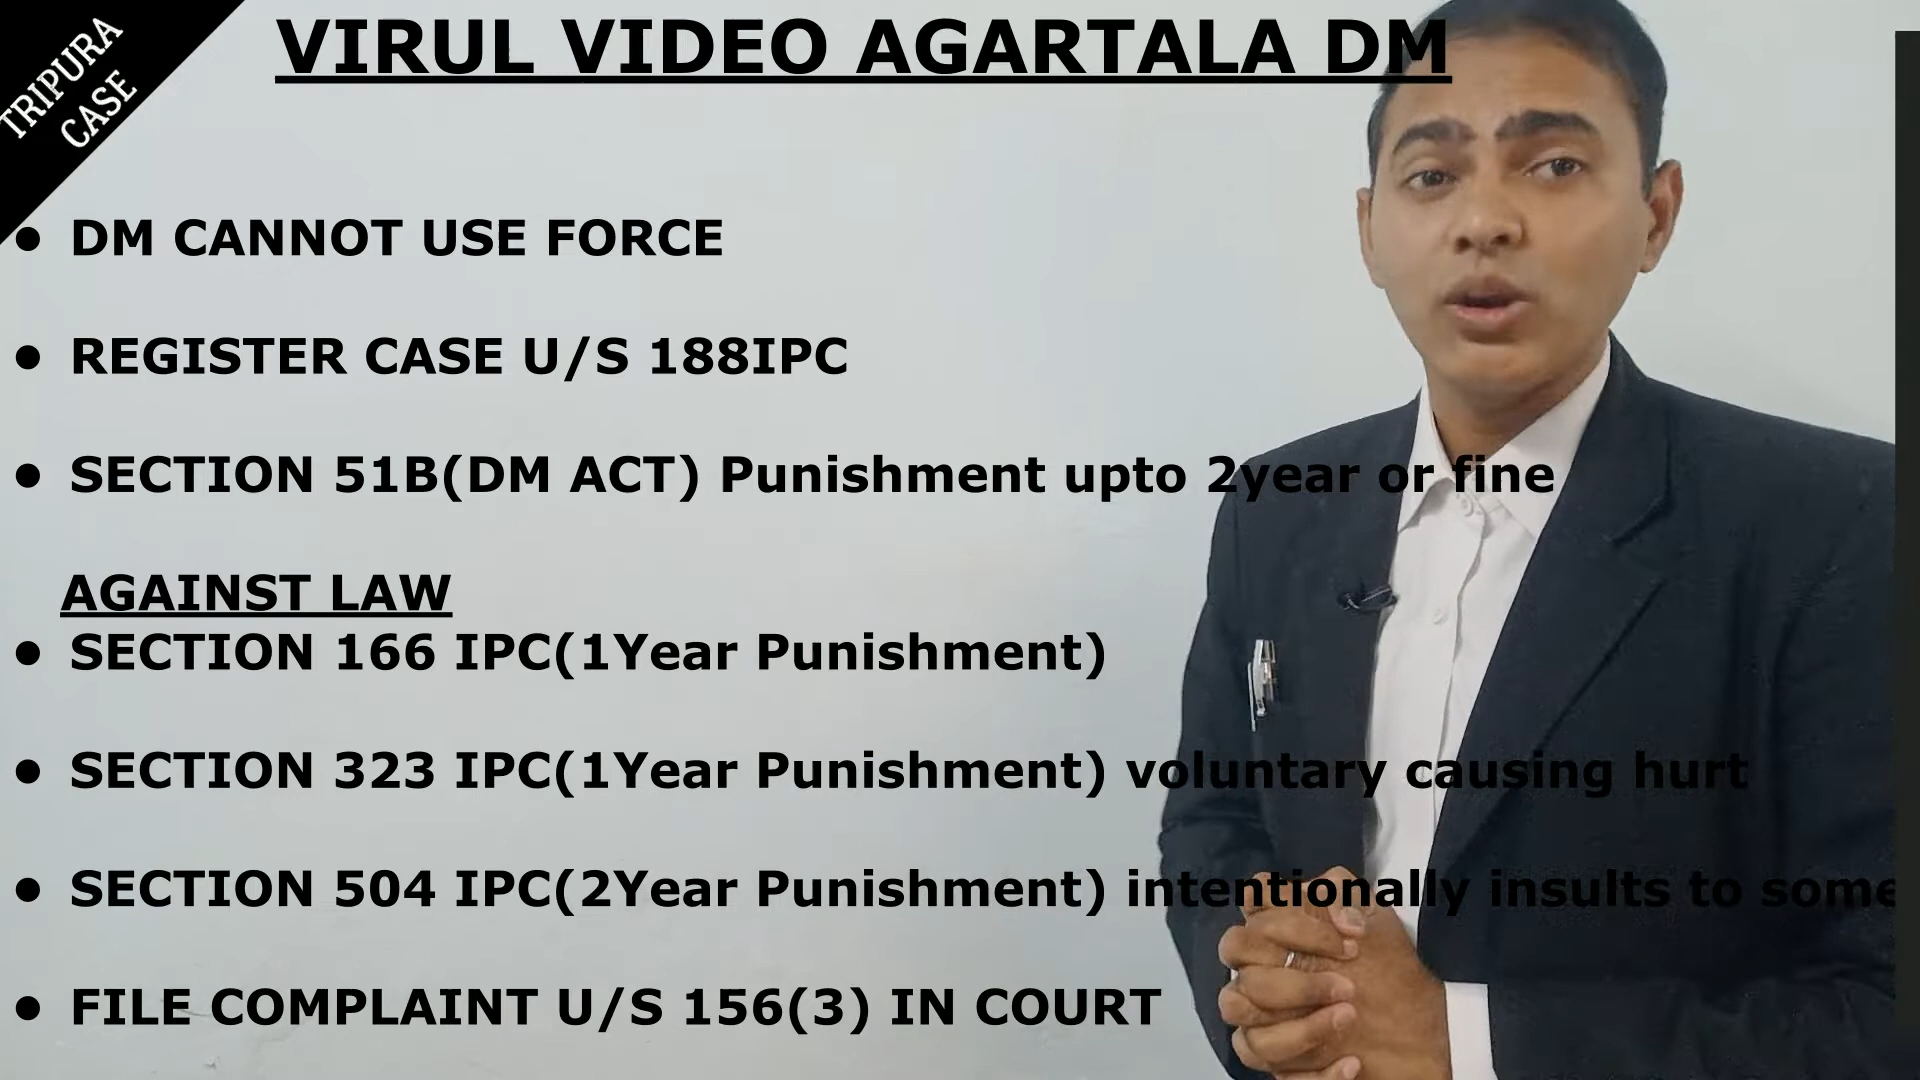 TRIPURA
CASE
VIRUL VIDEO AGARTALA DM
• DM CANNOT USE FORCE
• REGISTER CASE U/S 188IPC
• SECTION 51B(DM ACT) Punishment upto 2year or fine
AGAINST LAW
• SECTION 166 IPC(1Year Punishment)
• SECTION 323 IPC(1Year Punishment) voluntary causing hurt
• SECTION 504 IPC(2Year Punishment) intentionally insults to some
• FILE COMPLAINT U/S 156(3) IN COURT